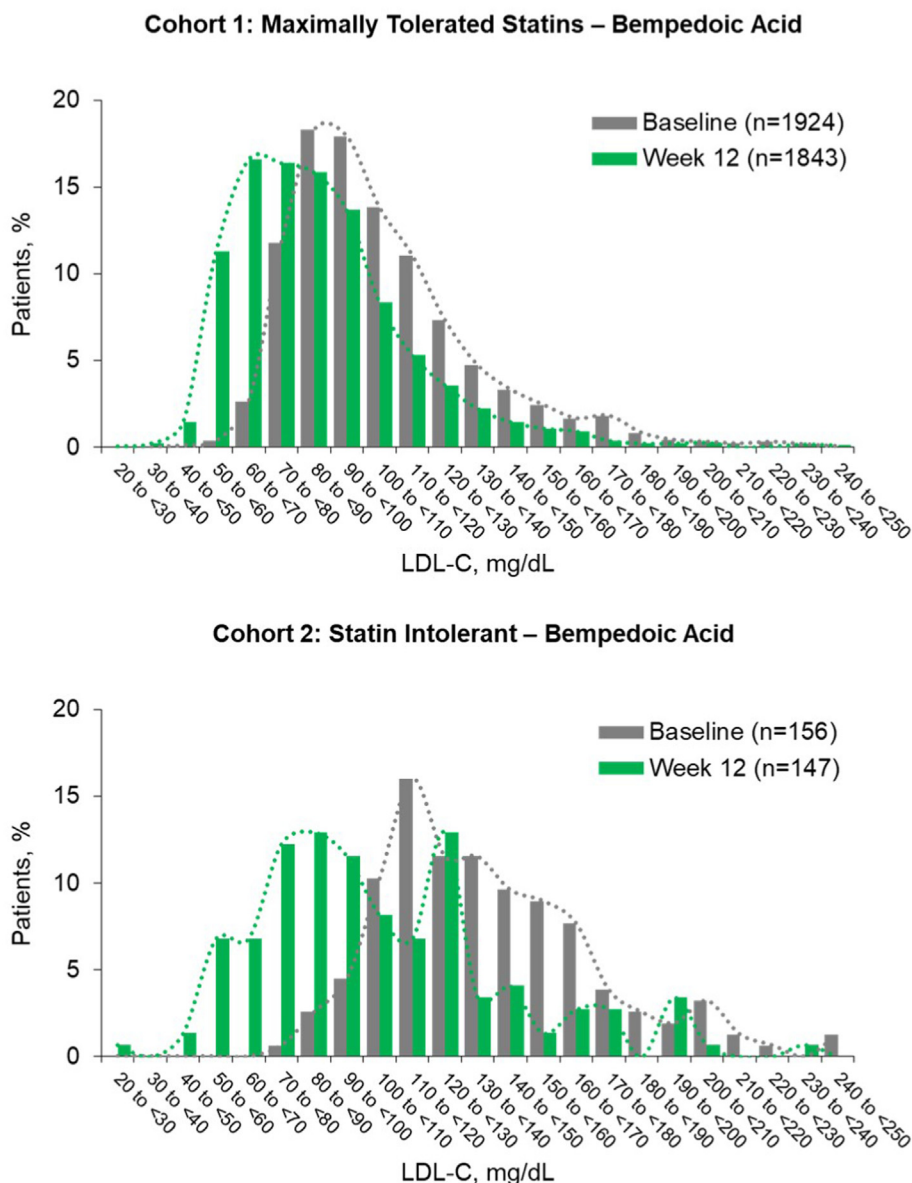 Cohort 1: Maximally Tolerated Statins – Bempedoic Acid
20
15
10
5
0
Patients, %
Baseline (n=1924)
Week 12 (n=1843)
20 to <30
30 to <40
40 to <50
50 to <60
60 to <70
70 to <80
80 to <90
90 to <100
100 to <110
110 to <120
120 to <130
130 to <140
140 to <150
150 to <160
160 to <170
170 to <180
180 to <190
190 to <200
200 to <210
210 to <220
220 to <230
230 to <240
240 to <250
LDL-C, mg/dL
Cohort 2: Statin Intolerant – Bempedoic Acid
20
15
10
5
0
Patients, %
Baseline (n=156)
Week 12 (n=147)
20 to <30
30 to <40
40 to <50
50 to <60
60 to <70
70 to <80
80 to <90
90 to <100
100 to <110
110 to <120
120 to <130
130 to <140
140 to <150
150 to <160
160 to <170
170 to <180
180 to <190
190 to <200
200 to <210
210 to <220
220 to <230
230 to <240
240 to <250
LDL-C, mg/dL